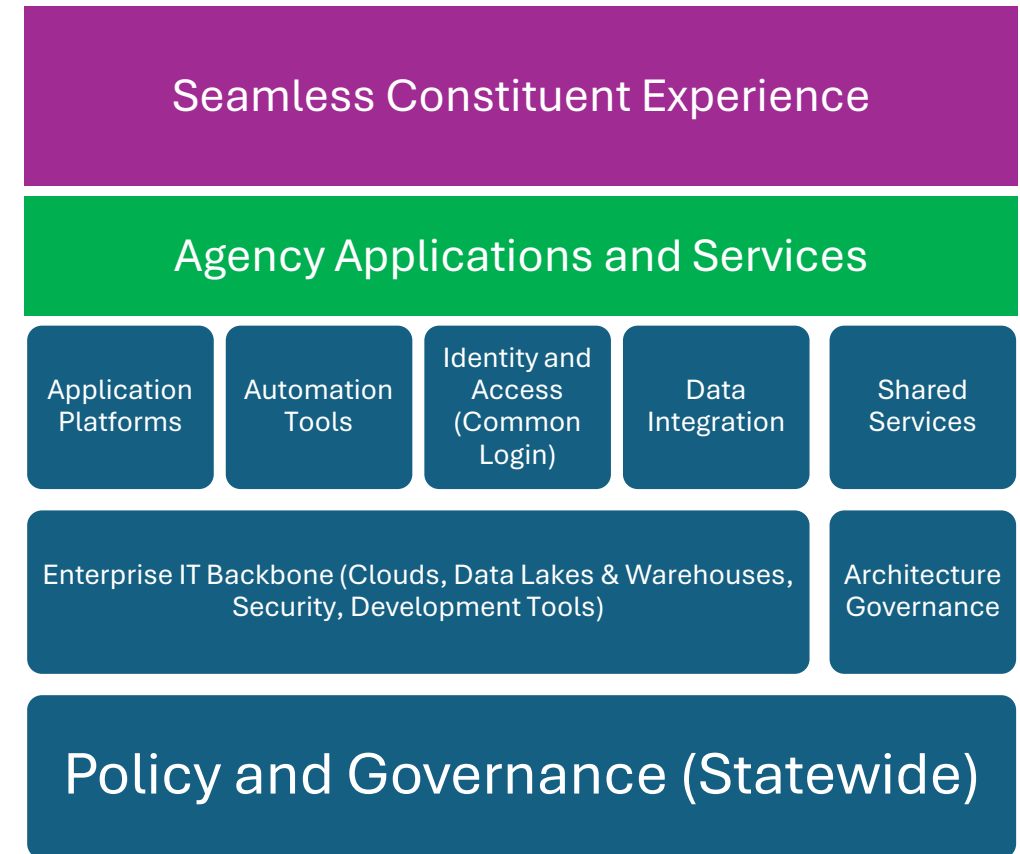 Seamless Constituent Experience
Agency Applications and Services
Application
Platforms
Automation
Tools
Identity and
Access
(Common
Login)
Data
Integration
Shared
Services
Enterprise IT Backbone (Clouds, Data Lakes & Warehouses,
Security, Development Tools)
Architecture
Governance
Policy and Governance (Statewide)